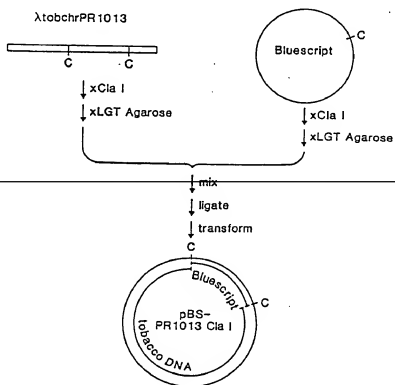 λtobchrPR1013
C
C
xCla I
xLGT Agarose
Bluescript
C
xCla I
xLGT Agarose
mix
ligate
transform
C
Bluescript
C
pBS-
PR1013 Cla I
tobacco DNA